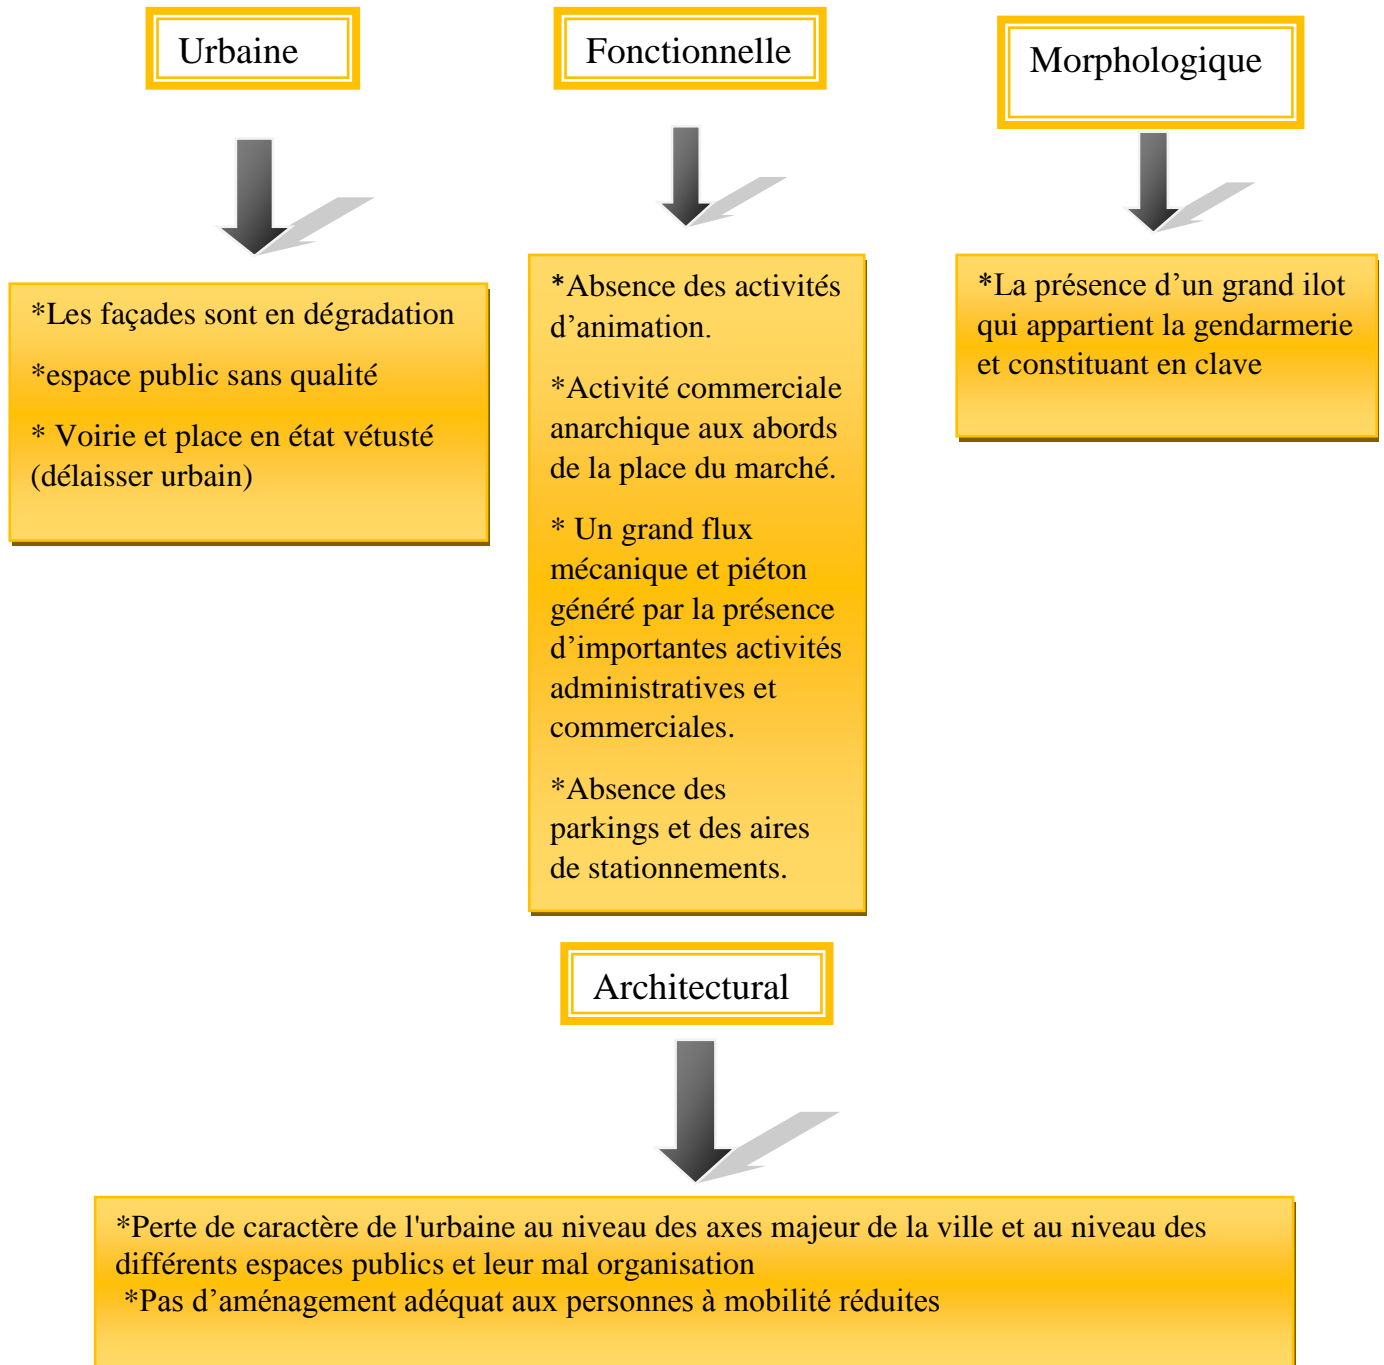 Urbaine
*Les façades sont en dégradation
*espace public sans qualité
* Voirie et place en état vétusté
(délaisser urbain)
Fonctionnelle
*Absence des activités
d’animation.
*Activité commerciale
anarchique aux abords
de la place du marché.
* Un grand flux
mécanique et piéton
généré par la présence
d’importantes activités
administratives et
commerciales.
*Absence des
parkings et des aires
de stationnements.
Morphologique
*La présence d’un grand ilot
qui appartient la gendarmerie
et constituant en clave
Architectural
*Perte de caractère de l'urbaine au niveau des axes majeur de la ville et au niveau des
différents espaces publics et leur mal organisation
*Pas d’aménagement adéquat aux personnes à mobilité réduites